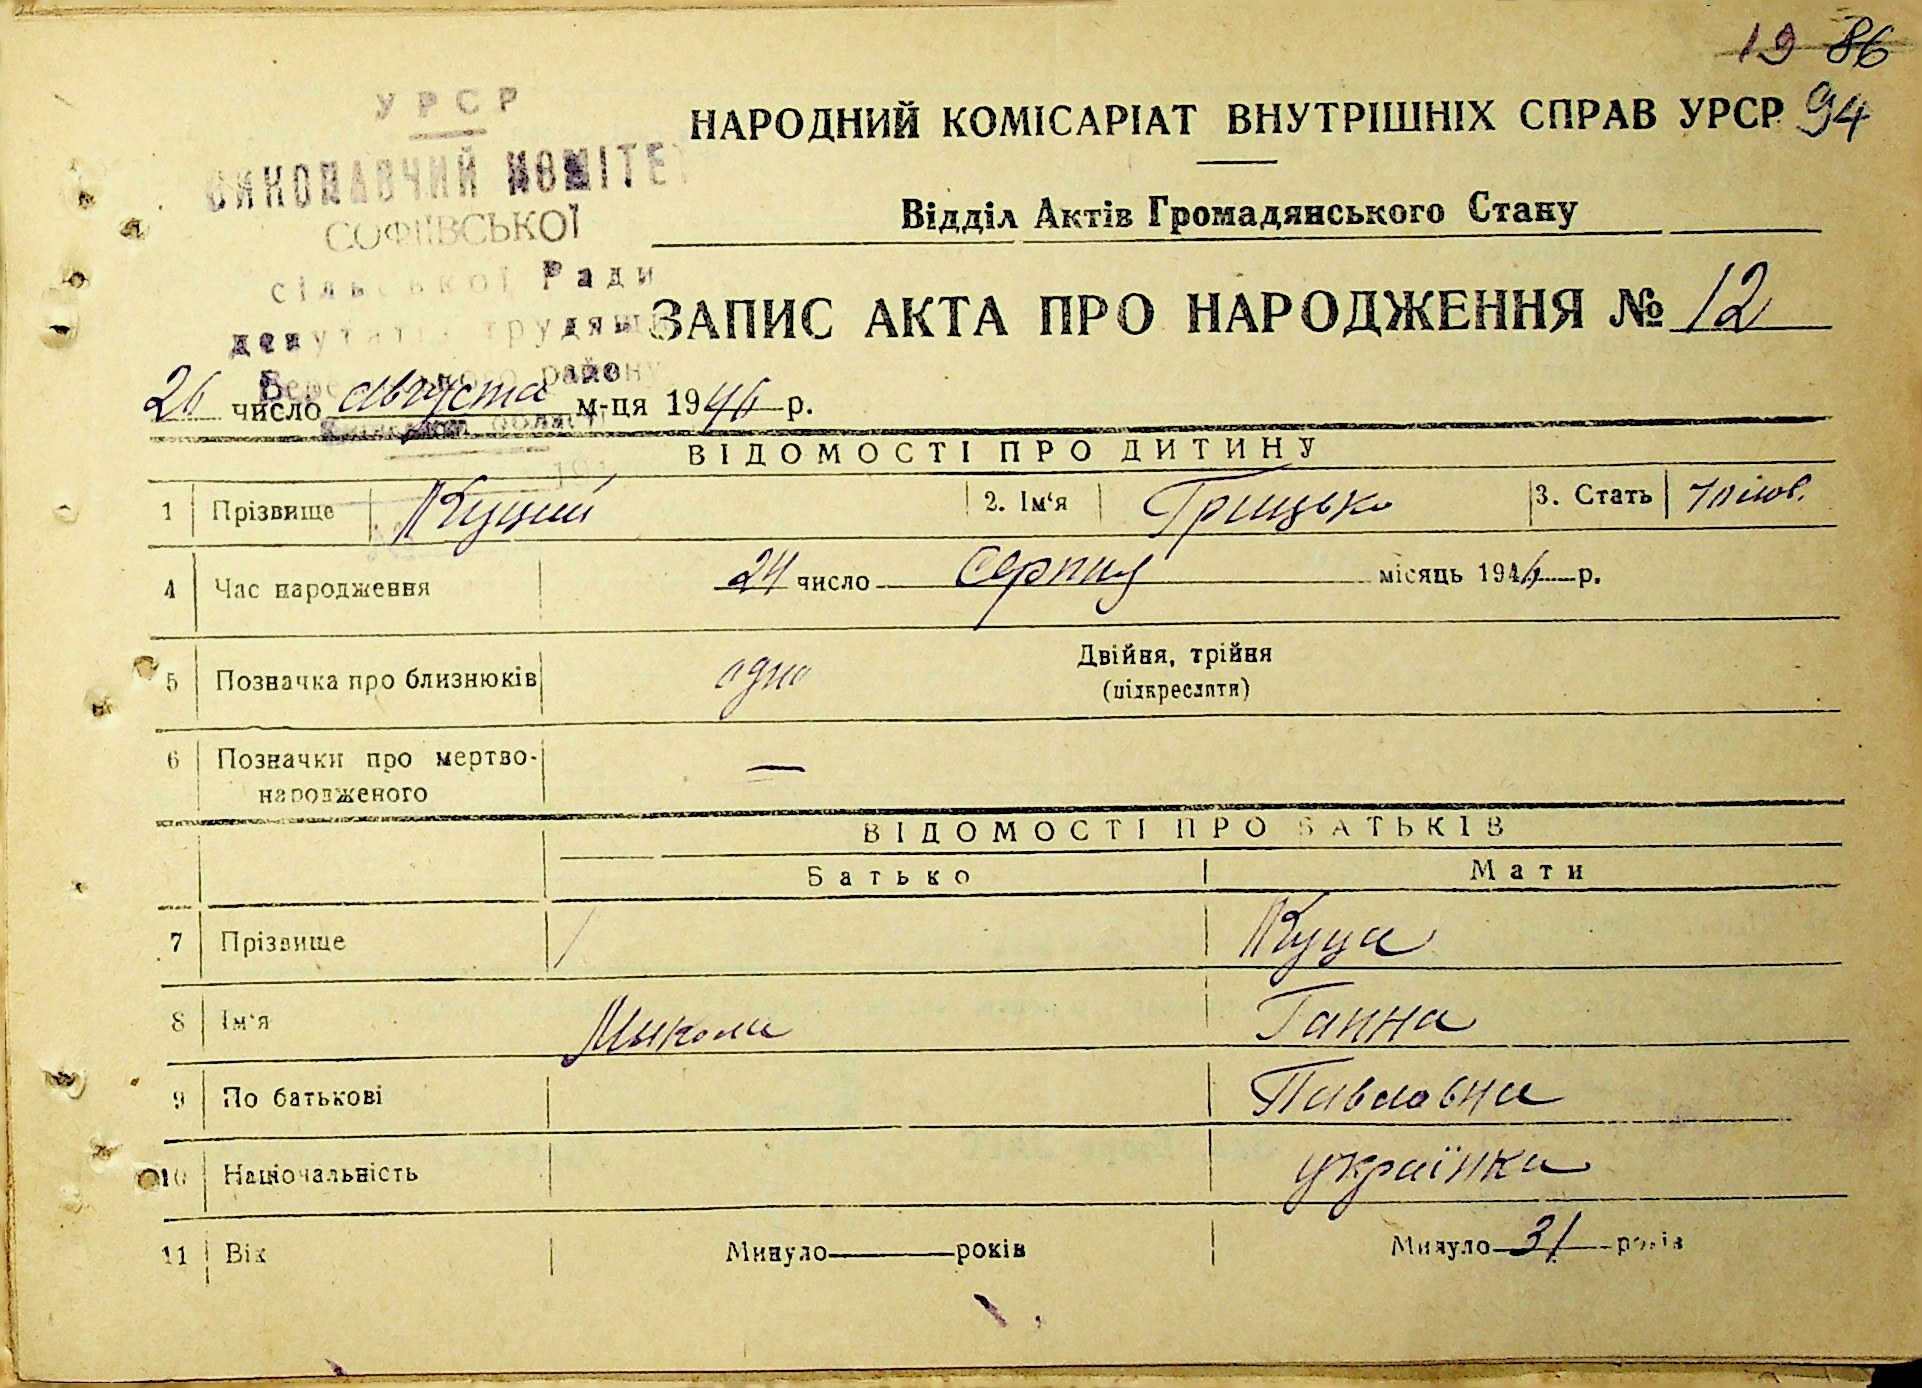 19 86
94
УРСР
ВИКОНАВЧИЙ КОМІТЕТ
СОФІЇВСЬКОЇ
сільської Ради
депутатів трудящ
району
області
НАРОДНИЙ КОМІСАРІАТ ВНУТРІШНІХ СПРАВ УРСР
Відділ Актів Громадянського Стану
ЗАПИС АКТА ПРО НАРОДЖЕННЯ № 12
26 число августа м-ця 1946 р.
ВІДОМОСТІ ПРО ДИТИНУ
1 Прізвище Куций 2. Ім'я Грицько 3. Стать чолов.
4 Час народження 24 число серпня місяць 1946 р.
5 Позначка про близнюків одно Двійня, трійня
(підкреслити)
6 Позначки про мертво-
народженого —
ВІДОМОСТІ ПРО БАТЬКІВ
Батько Мати
7 Прізвище Куца
8 Ім'я Микола Ганна
9 По батькові Павловна
10 Національність українка
11 Вік Минуло років Минуло 31 років